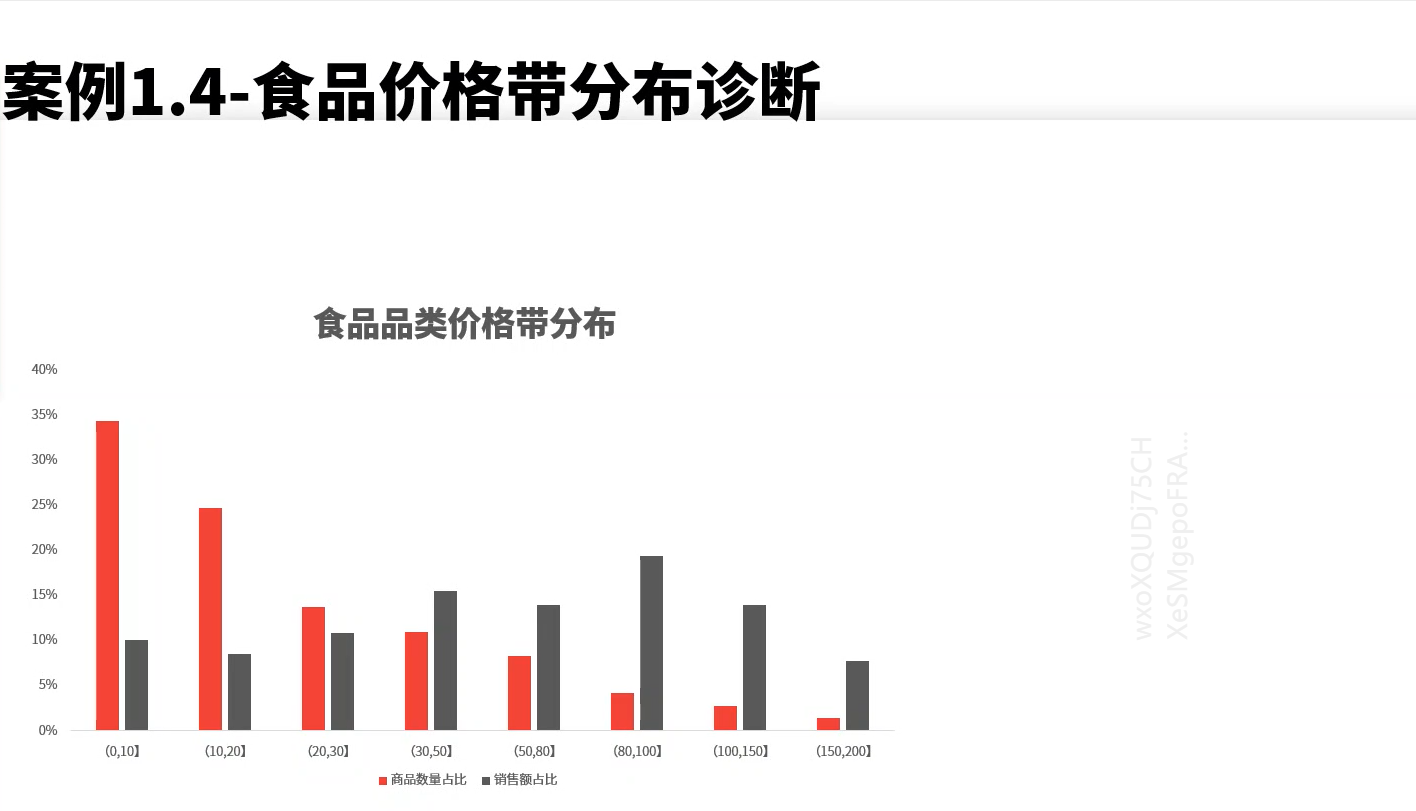 案例1.4-食品价格带分布诊断
食品品类价格带分布
40%
35%
30%
25%
20%
15%
10%
5%
0%
(0,10】 (10,20】 (20,30】 (30,50】 (50,80】 (80,100】 (100,150】 (150,200】
商品数量占比 销售额占比
wxoXQUDj75CH
XeSMgepoFRA...